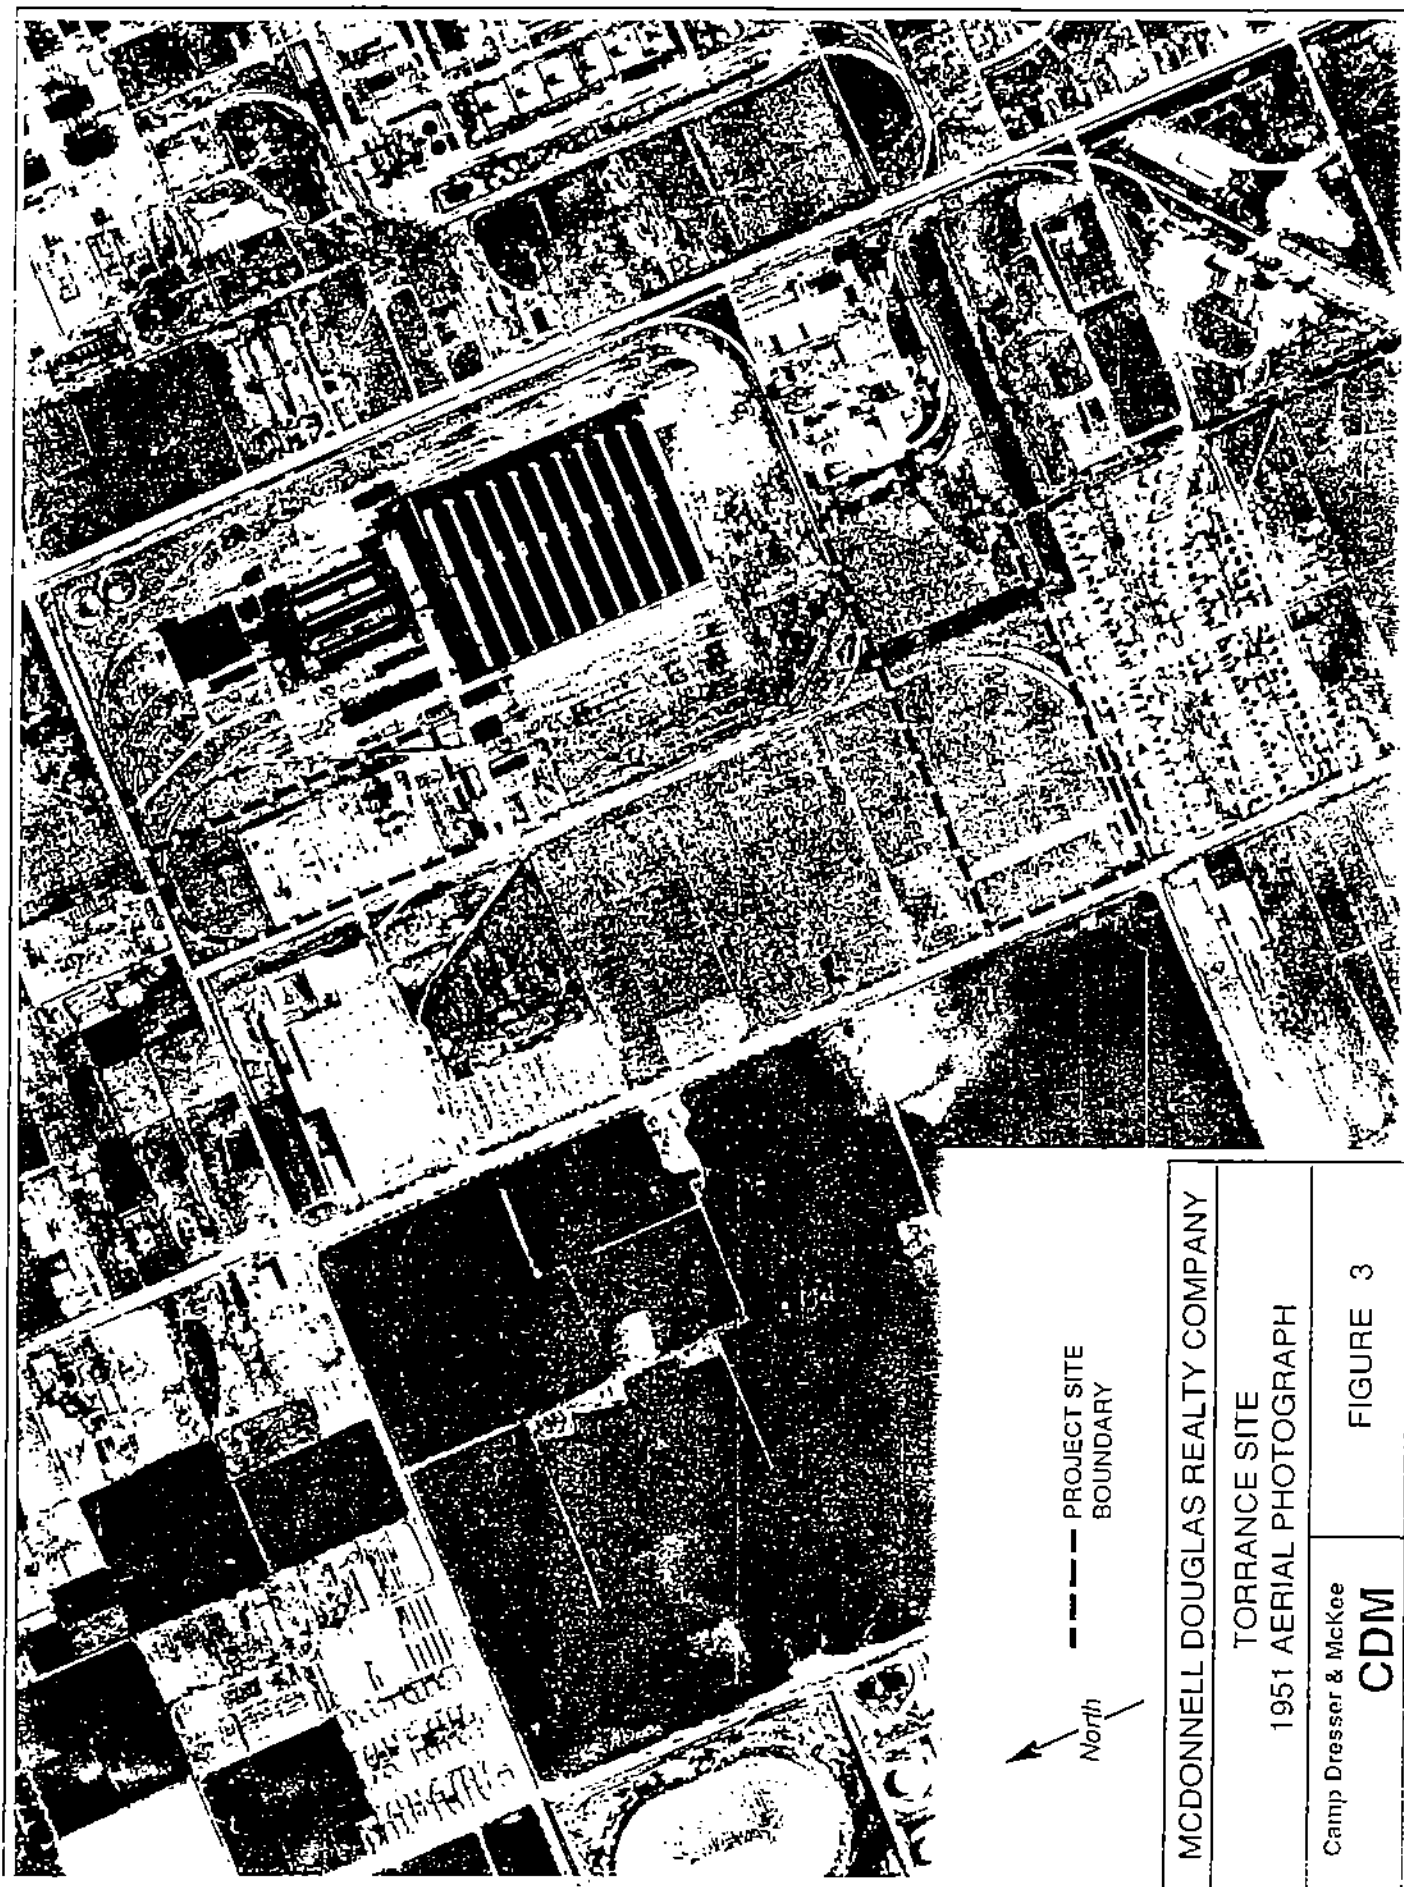 PROJECT SITE
BOUNDARY
North
MCDONNELL DOUGLAS REALTY COMPANY
TORRANCE SITE
1951 AERIAL PHOTOGRAPH
Camp Dresser & McKee
CDM
FIGURE 3